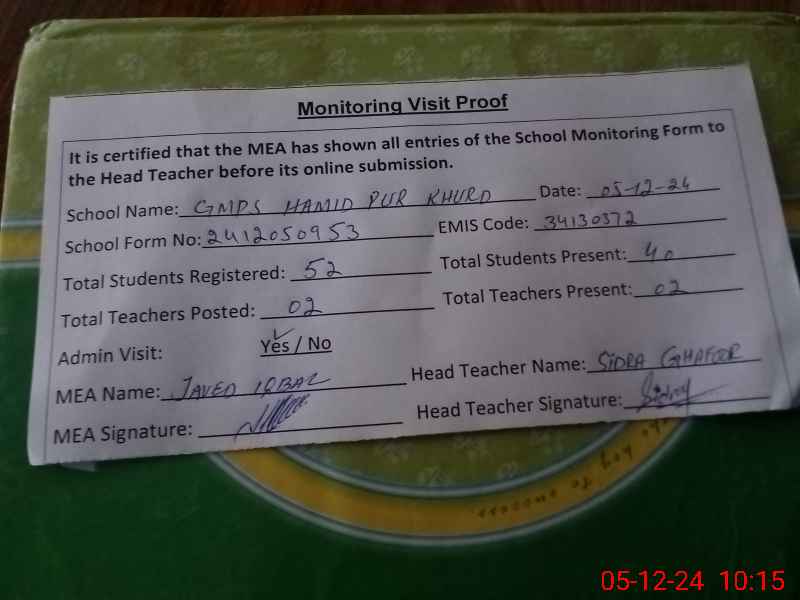 Monitoring Visit Proof
It is certified that the MEA has shown all entries of the School Monitoring Form to
the Head Teacher before its online submission.
School Name: GMPS HAMID PUR KHURD Date: 05-12-24
School Form No: 2412050953 EMIS Code: 34130372
Total Students Registered: 52 Total Students Present: 40
Total Teachers Posted: 02 Total Teachers Present: 02
Admin Visit: Yes / No
MEA Name: JAVED IQBAL Head Teacher Name: SIDRA GHAFOOR
MEA Signature: Head Teacher Signature: Sidra
key to success
05-12-24 10:15